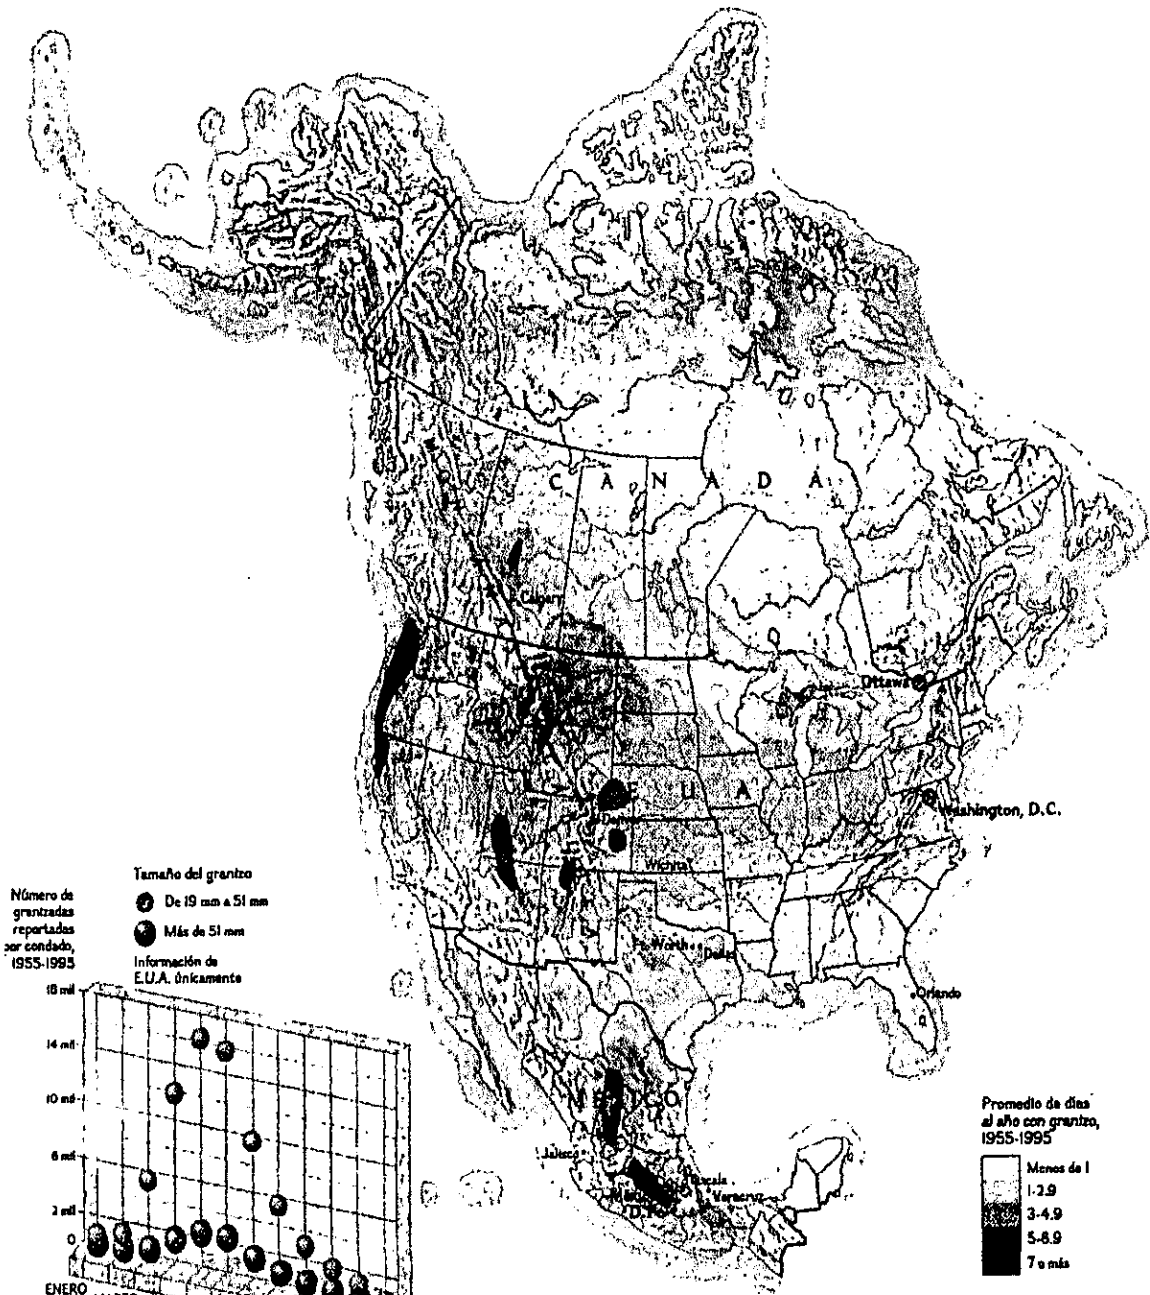 C A N A D A
Calgary
Ottawa
E U A
Washington, D.C.
Denver
Wichita
Ft. Worth
Dallas
Orlando
MÉXICO
Jalisco
Tlaxcala
Veracruz
México
D.F.
Tamaño del granizo
De 19 mm a 51 mm
Más de 51 mm
Información de
E.U.A. únicamente
Número de
granizadas
reportadas
por condado,
1955-1995
18 mil
14 mil
10 mil
6 mil
2 mil
0
ENERO
Promedio de días
al año con granizo,
1955-1995
Menos de 1
1-2.9
3-4.9
5-6.9
7 o más